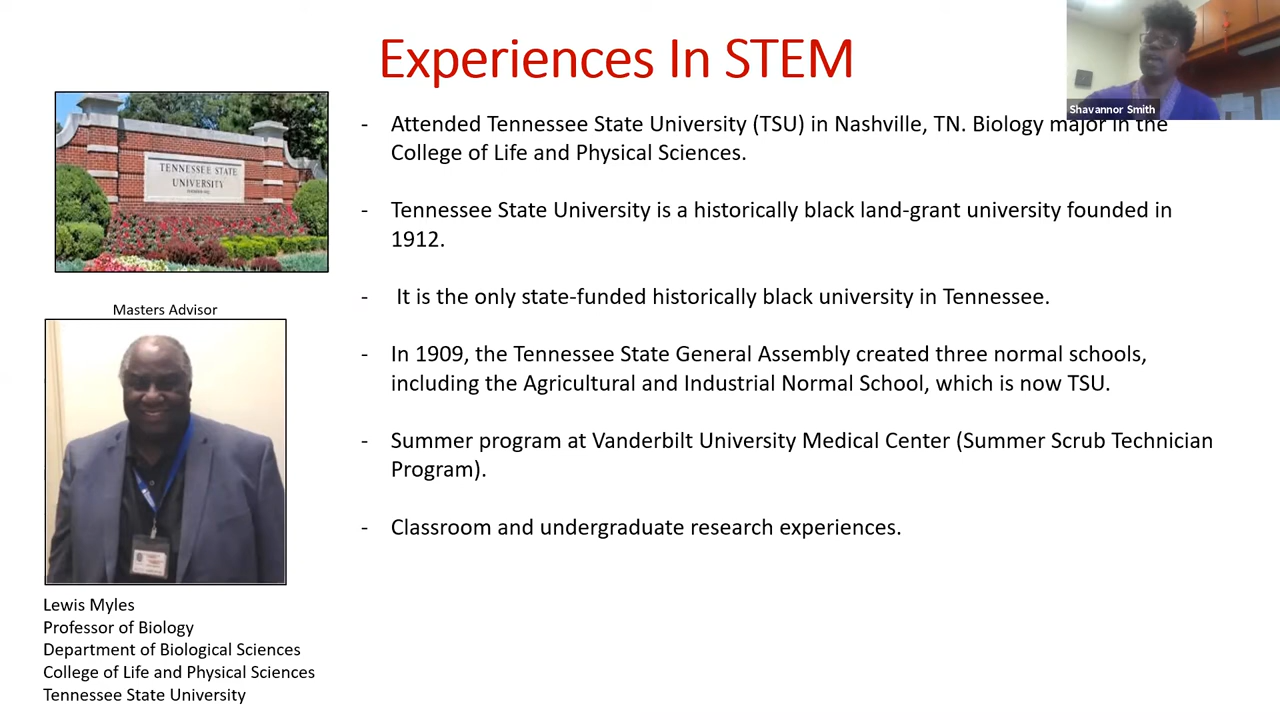 Experiences In STEM
Shavannor Smith
TENNESSEE STATE
UNIVERSITY
- Attended Tennessee State University (TSU) in Nashville, TN. Biology major in the
College of Life and Physical Sciences.
- Tennessee State University is a historically black land-grant university founded in
1912.
- It is the only state-funded historically black university in Tennessee.
- In 1909, the Tennessee State General Assembly created three normal schools,
including the Agricultural and Industrial Normal School, which is now TSU.
- Summer program at Vanderbilt University Medical Center (Summer Scrub Technician
Program).
- Classroom and undergraduate research experiences.
Masters Advisor
Lewis Myles
Professor of Biology
Department of Biological Sciences
College of Life and Physical Sciences
Tennessee State University